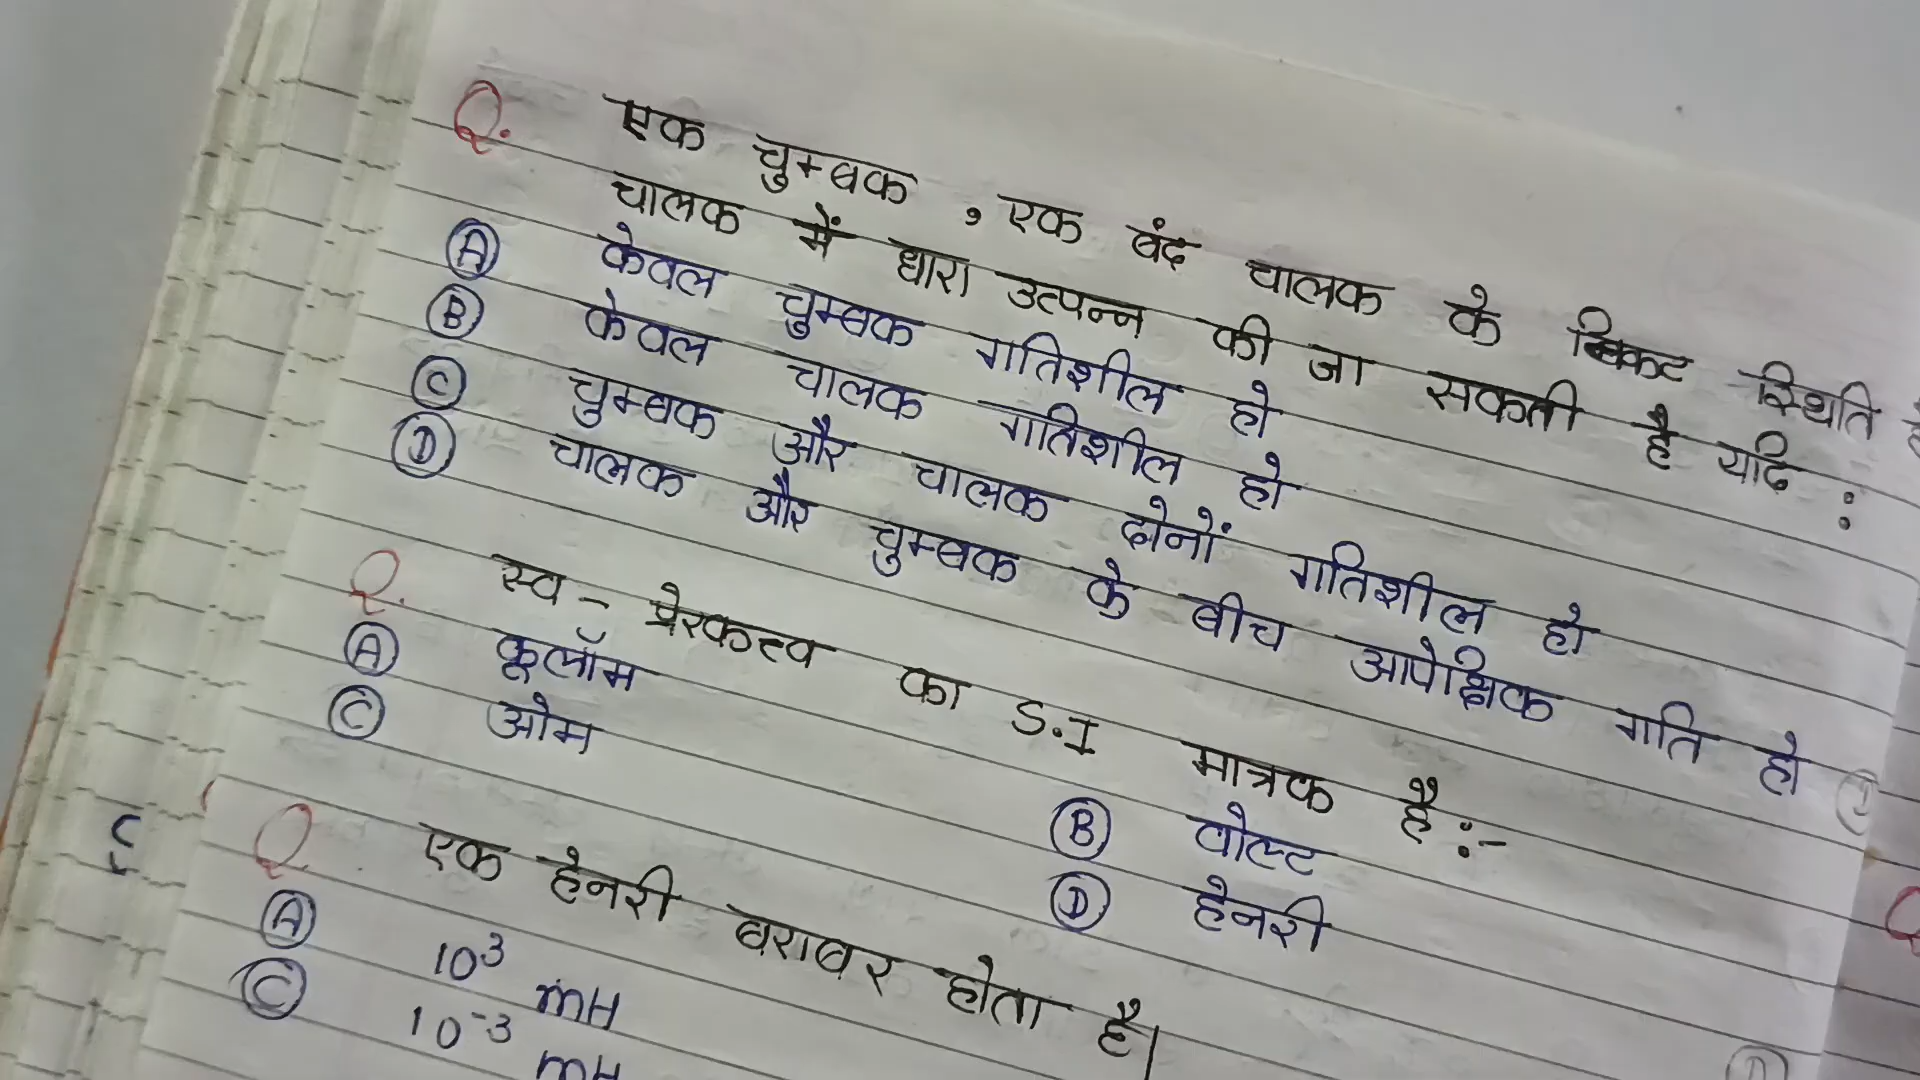 Q. एक चुम्बक, एक बंद चालक के निकट स्थिति है
चालक में धारा उत्पन्न की जा सकती है यदि :
Ⓐ केवल चुम्बक गतिशील हो
Ⓑ केवल चालक गतिशील हो
Ⓒ चुम्बक और चालक दोनों गतिशील हो
Ⓓ चालक और चुम्बक के बीच आपेक्षिक गति हो Ⓓ
Q. स्व - प्रेरकत्व का S.I मात्रक है :-
Ⓐ कूलॉम Ⓑ वोल्ट
Ⓒ ओम Ⓓ हेनरी
Q. एक हेनरी बराबर होता है।
Ⓐ 10³ mH
Ⓒ 10⁻³ mH
Ⓓ